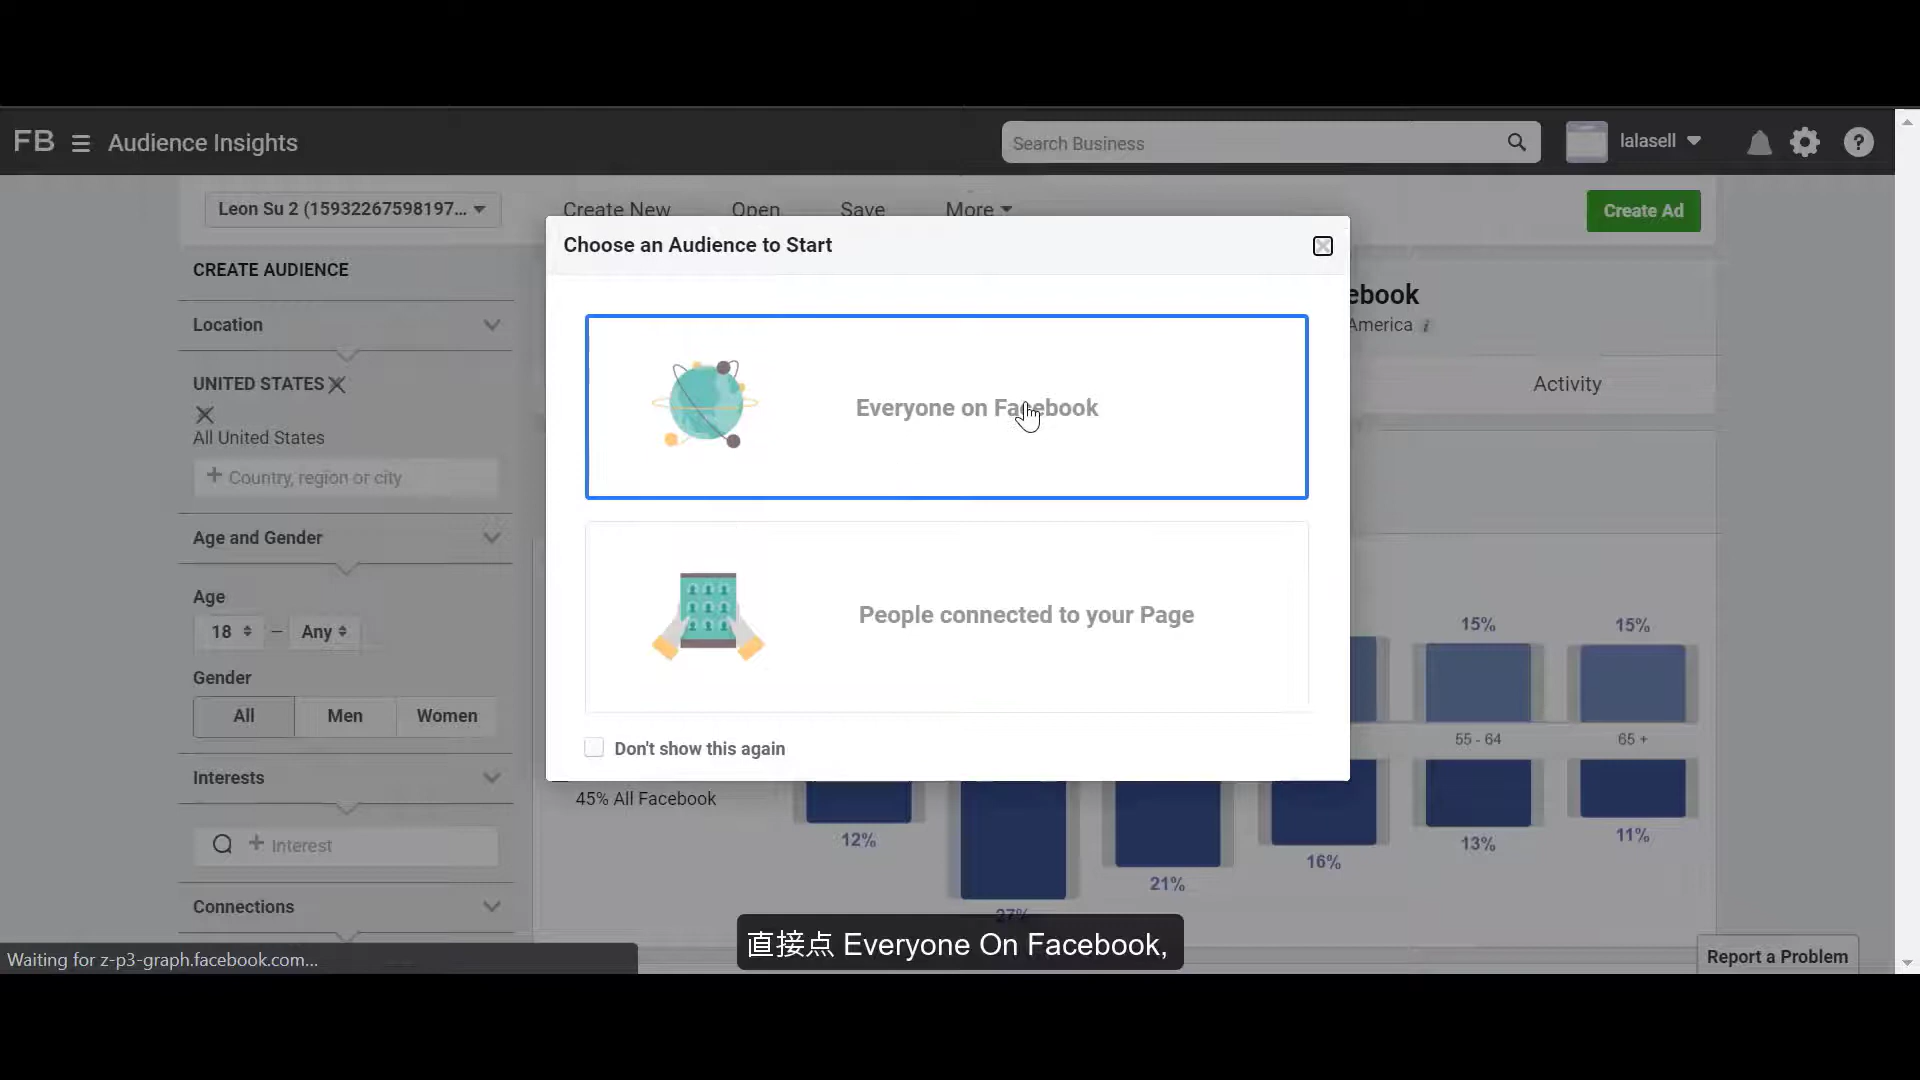 FB Audience Insights
Search Business
lalasell
Leon Su 2 (15932267598197...
Create New
Open
Save
More
Create Ad
Choose an Audience to Start
CREATE AUDIENCE
Location
UNITED STATES
All United States
+ Country, region or city
Age and Gender
Age
18 – Any
Gender
All
Men
Women
Interests
+ Interest
Connections
Everyone on Facebook
People connected to your Page
Don't show this again
ebook
America
Activity
15%
15%
55 - 64
65 +
45% All Facebook
12%
27%
21%
16%
13%
11%
直接点 Everyone On Facebook,
Waiting for z-p3-graph.facebook.com...
Report a Problem